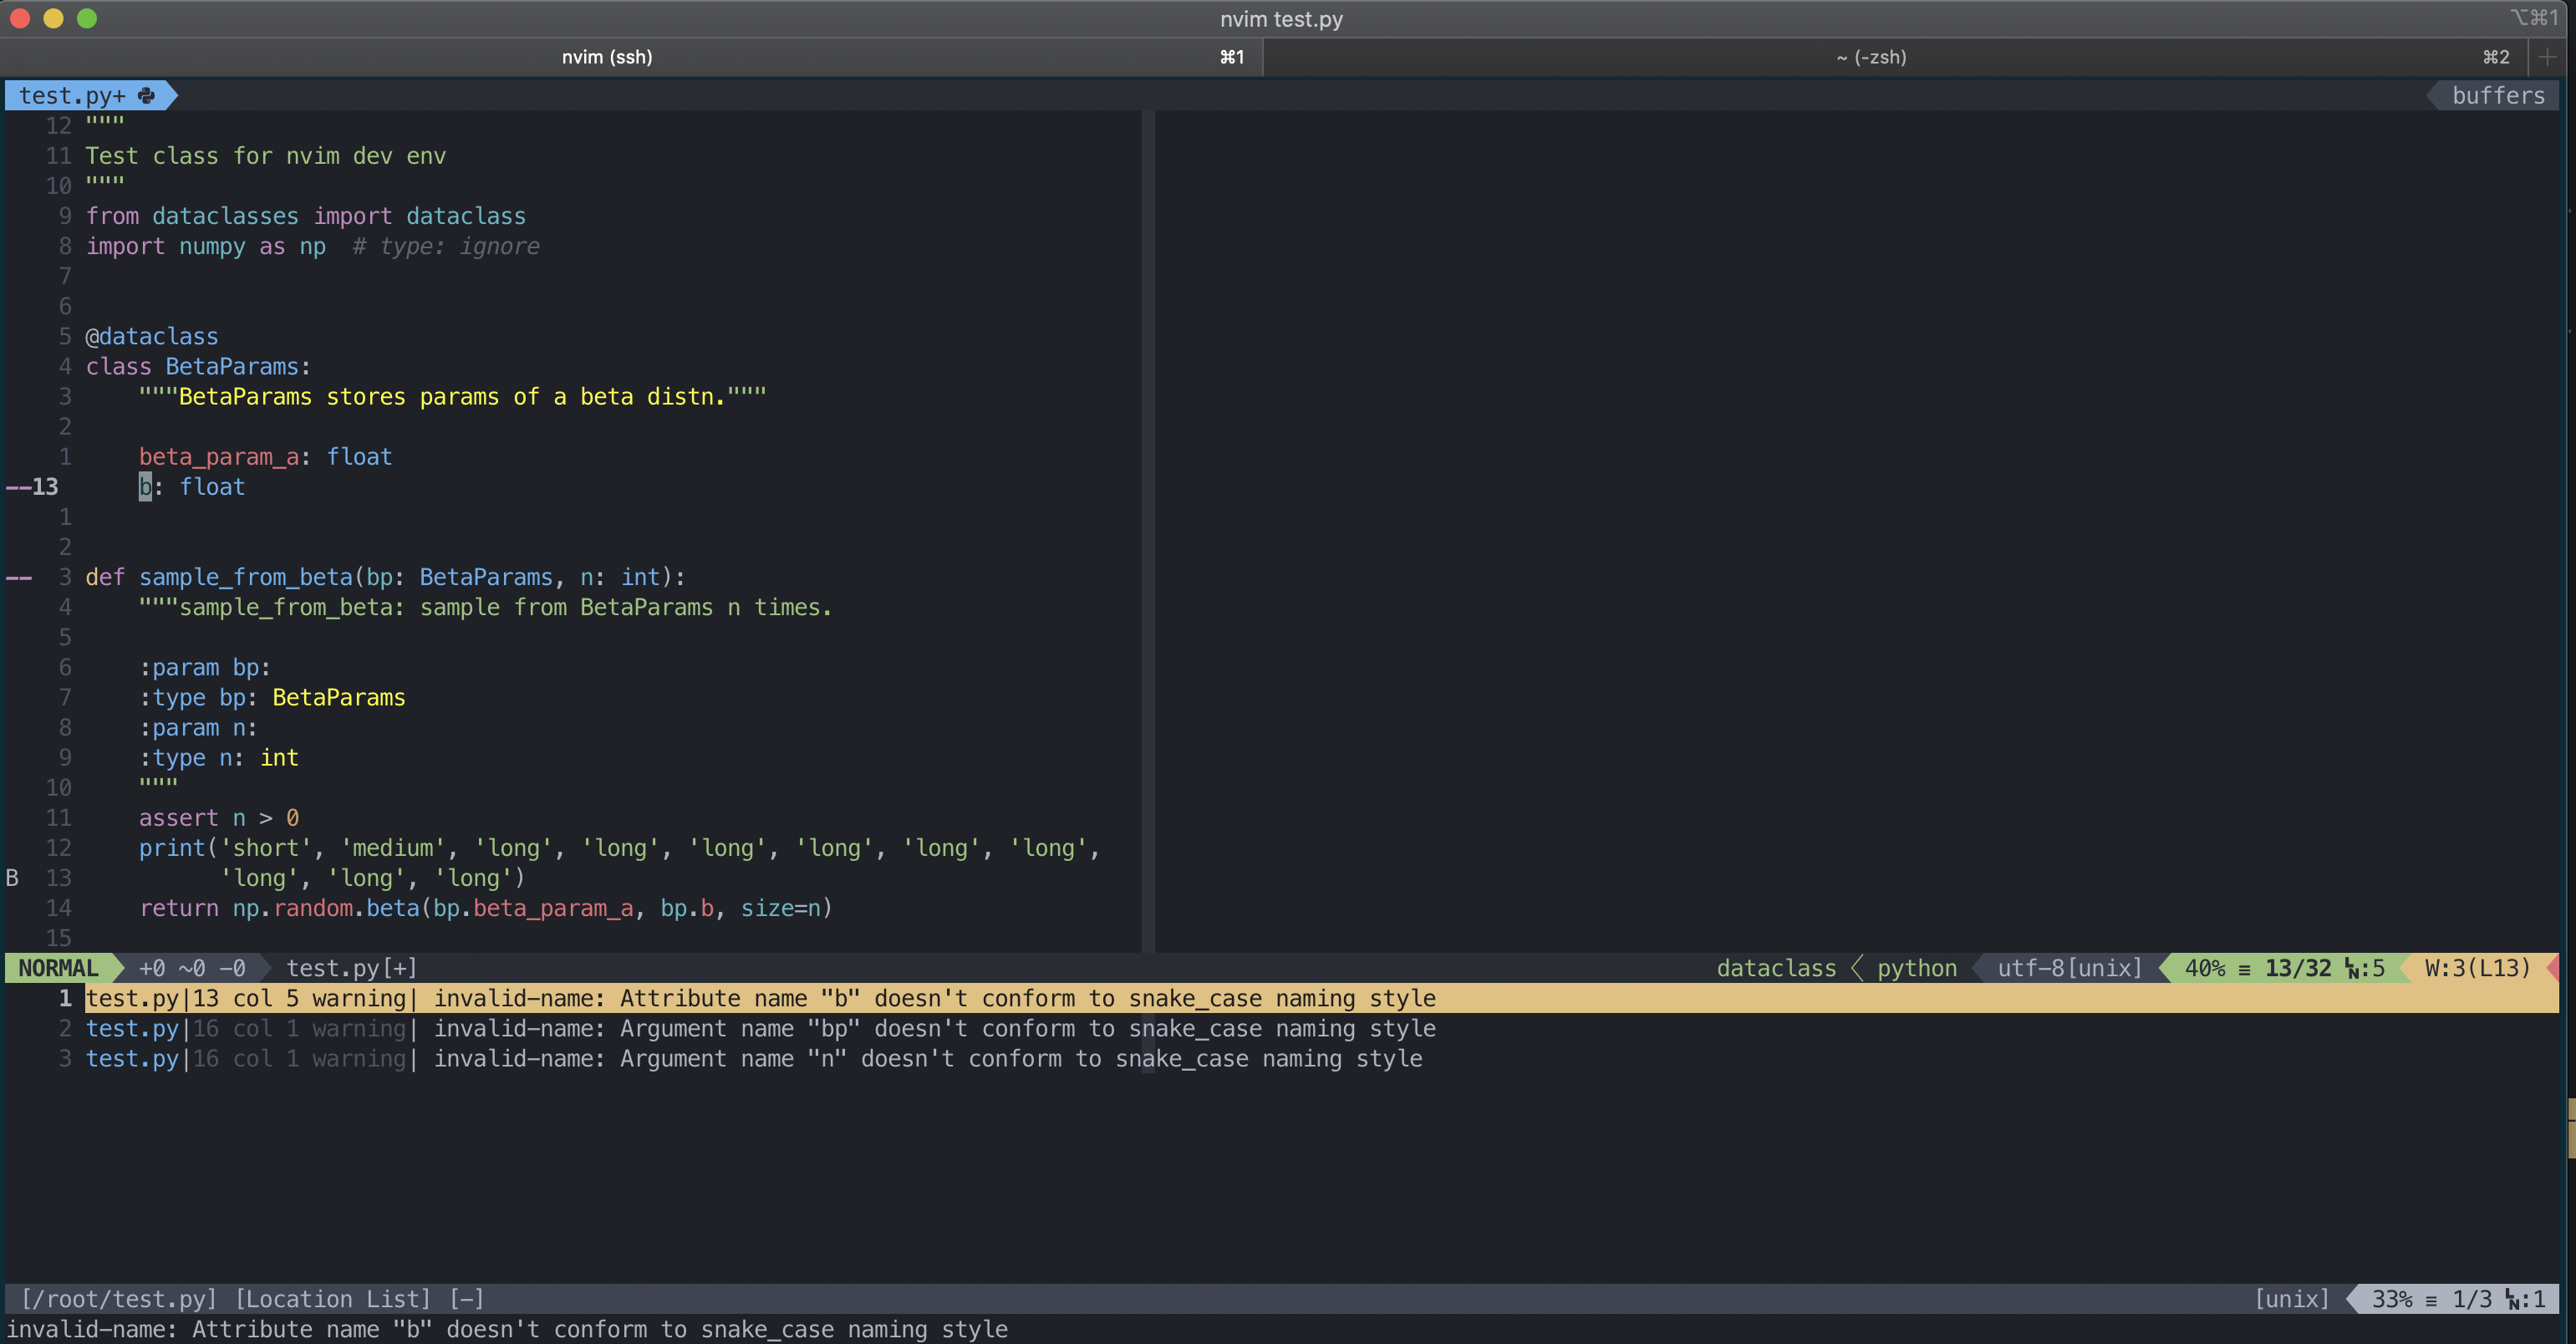 nvim test.py ⌥⌘1
nvim (ssh) ⌘1 ~ (-zsh) ⌘2 +
test.py+ buffers
12 """
11 Test class for nvim dev env
10 """
9 from dataclasses import dataclass
8 import numpy as np  # type: ignore
7
6
5 @dataclass
4 class BetaParams:
3     """BetaParams stores params of a beta distn."""
2
1     beta_param_a: float
--13     b: float
1
2
-- 3 def sample_from_beta(bp: BetaParams, n: int):
4     """sample_from_beta: sample from BetaParams n times.
5
6     :param bp:
7     :type bp: BetaParams
8     :param n:
9     :type n: int
10     """
11     assert n > 0
12     print('short', 'medium', 'long', 'long', 'long', 'long', 'long', 'long',
B 13           'long', 'long', 'long')
14     return np.random.beta(bp.beta_param_a, bp.b, size=n)
15
NORMAL +0 ~0 -0 test.py[+] dataclass python utf-8[unix] 40% ≡ 13/32 ㏑:5 W:3(L13)
1 test.py|13 col 5 warning| invalid-name: Attribute name "b" doesn't conform to snake_case naming style
2 test.py|16 col 1 warning| invalid-name: Argument name "bp" doesn't conform to snake_case naming style
3 test.py|16 col 1 warning| invalid-name: Argument name "n" doesn't conform to snake_case naming style
[/root/test.py] [Location List] [-] [unix] 33% ≡ 1/3 ㏑:1
invalid-name: Attribute name "b" doesn't conform to snake_case naming style